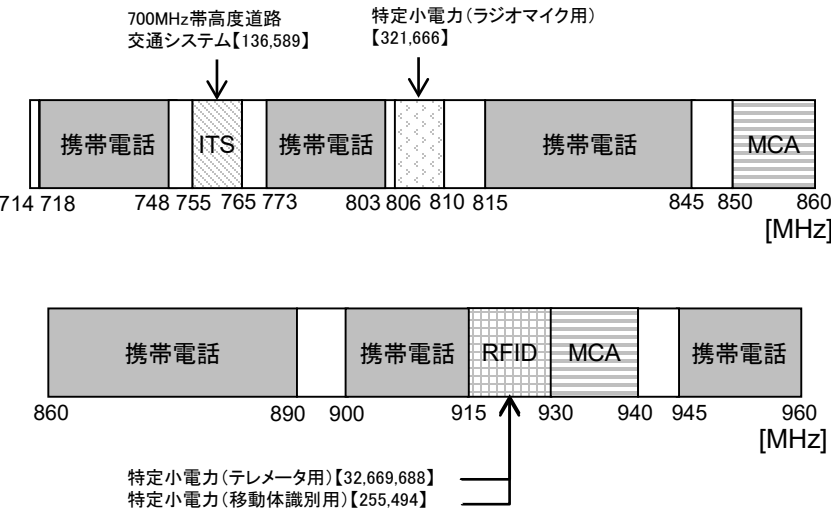 700MHz帯高度道路
交通システム【136,589】
特定小電力(ラジオマイク用)
【321,666】
携帯電話 ITS 携帯電話 携帯電話 MCA
714 718 748 755 765 773 803 806 810 815 845 850 860
[MHz]
携帯電話 携帯電話 RFID MCA 携帯電話
860 890 900 915 930 940 945 960
[MHz]
特定小電力(テレメータ用)【32,669,688】
特定小電力(移動体識別用)【255,494】